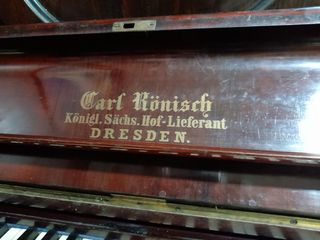 Carl Rönisch
Königl. Sächs. Hof-Lieferant
DRESDEN.